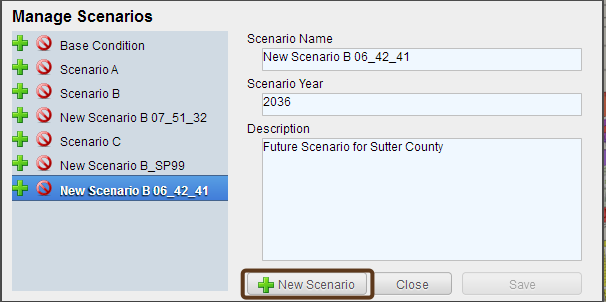 Manage Scenarios
Base Condition
Scenario A
Scenario B
New Scenario B 07_51_32
Scenario C
New Scenario B_SP99
New Scenario B 06_42_41
Scenario Name
New Scenario B 06_42_41
Scenario Year
2036
Description
Future Scenario for Sutter County
New Scenario
Close
Save